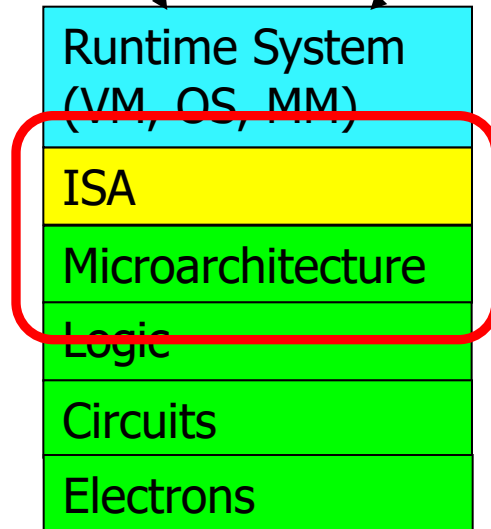 Runtime System
(VM, OS, MM)
ISA
Microarchitecture
Logic
Circuits
Electrons